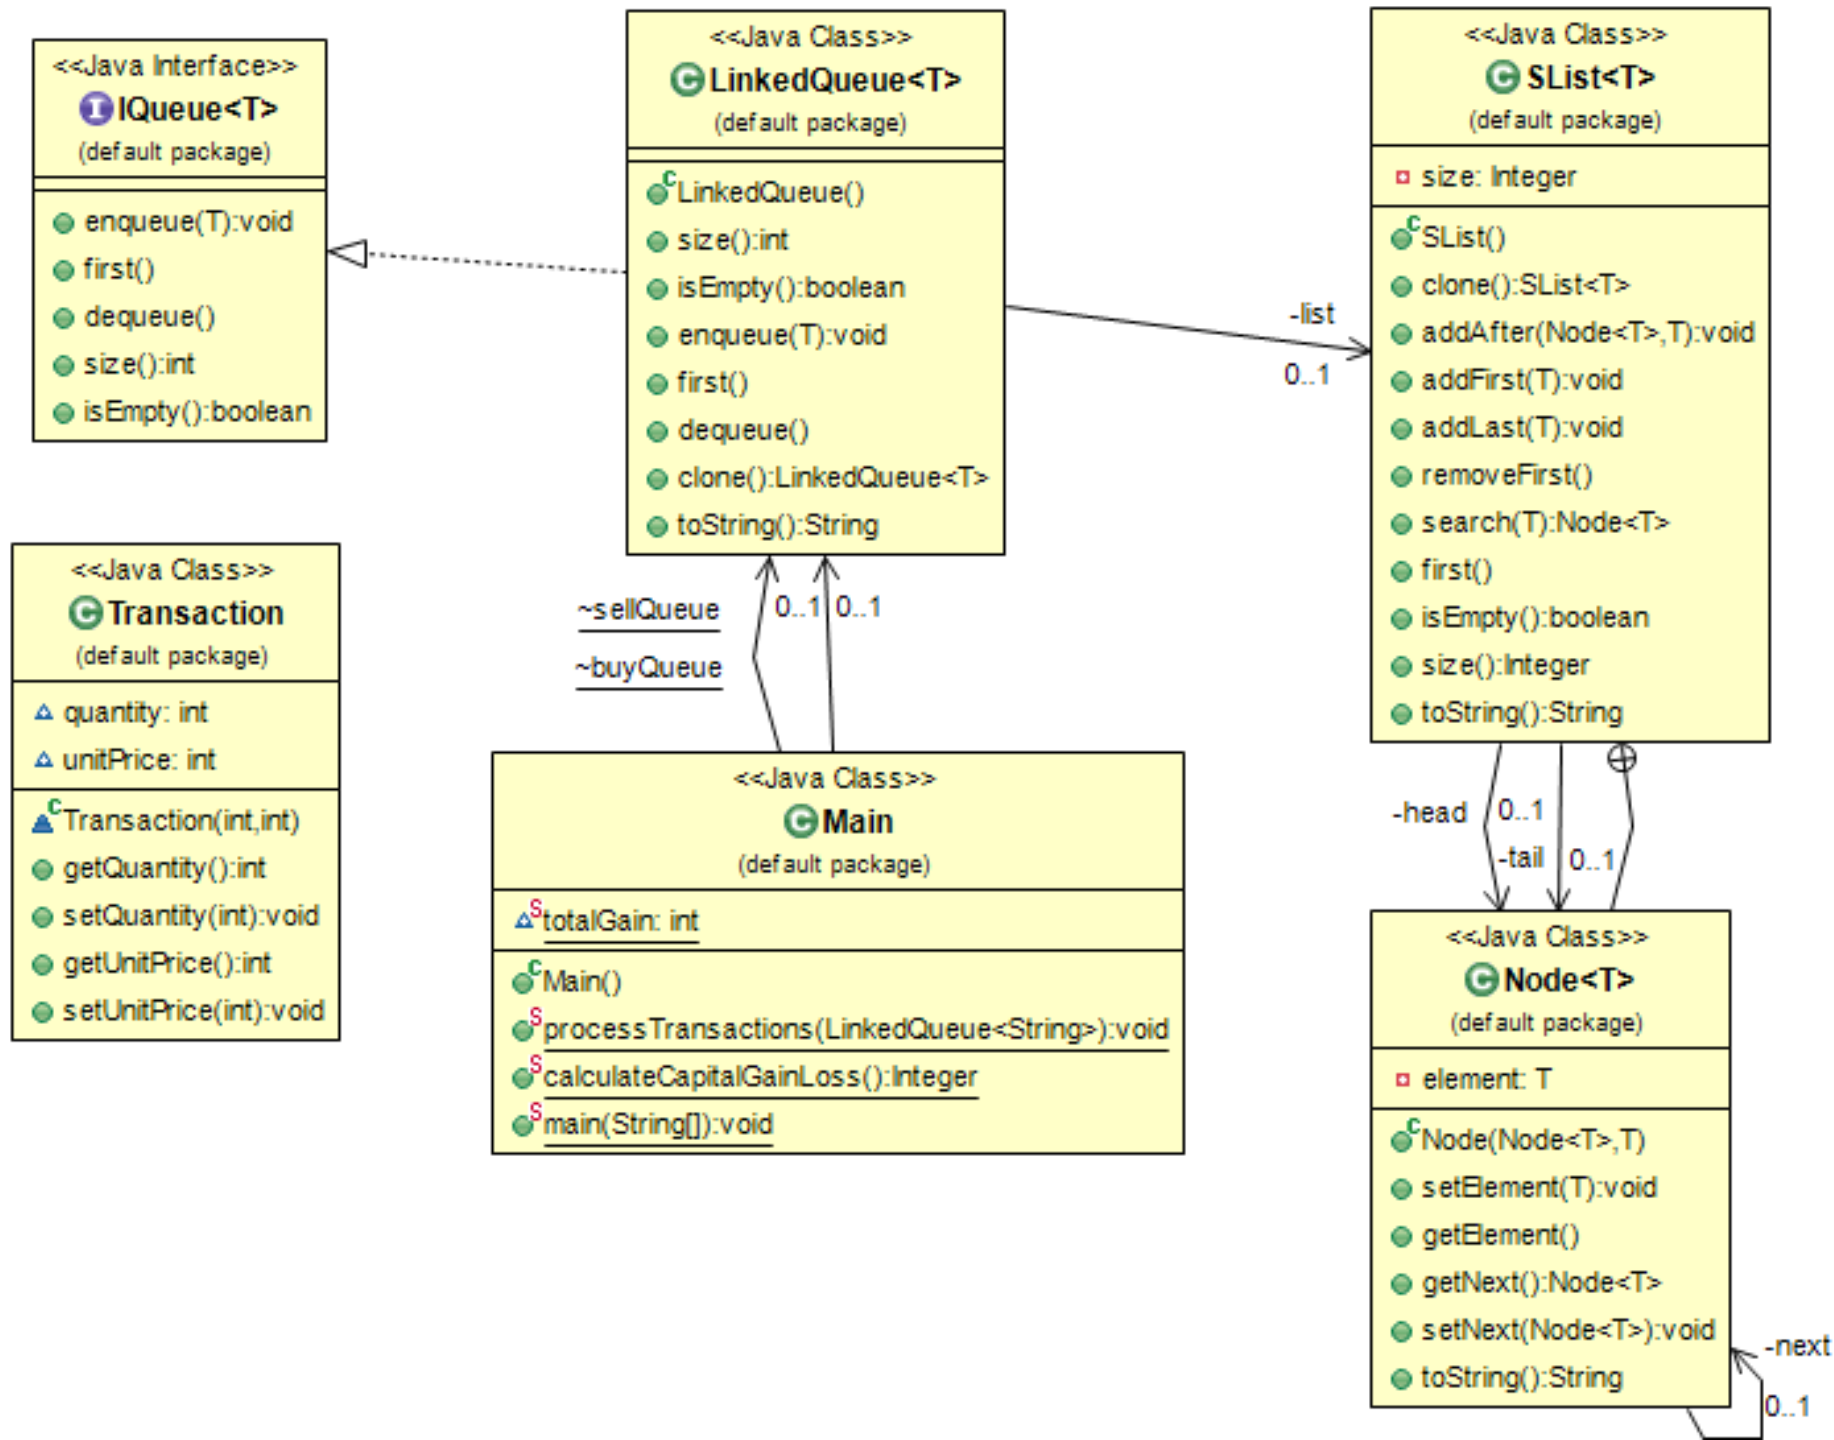 <<Java Interface>>
IQueue<T>
(default package)
enqueue(T):void
first()
dequeue()
size():int
isEmpty():boolean
<<Java Class>>
LinkedQueue<T>
(default package)
LinkedQueue()
size():int
isEmpty():boolean
enqueue(T):void
first()
dequeue()
clone():LinkedQueue<T>
toString():String
-list
0..1
<<Java Class>>
SList<T>
(default package)
size: Integer
SList()
clone():SList<T>
addAfter(Node<T>,T):void
addFirst(T):void
addLast(T):void
removeFirst()
search(T):Node<T>
first()
isEmpty():boolean
size():Integer
toString():String
<<Java Class>>
Transaction
(default package)
quantity: int
unitPrice: int
Transaction(int,int)
getQuantity():int
setQuantity(int):void
getUnitPrice():int
setUnitPrice(int):void
~sellQueue
0..1
0..1
~buyQueue
<<Java Class>>
Main
(default package)
totalGain: int
Main()
processTransactions(LinkedQueue<String>):void
calculateCapitalGainLoss():Integer
main(String[]):void
-head
0..1
-tail
0..1
<<Java Class>>
Node<T>
(default package)
element: T
Node(Node<T>,T)
setElement(T):void
getElement()
getNext():Node<T>
setNext(Node<T>):void
toString():String
-next
0..1